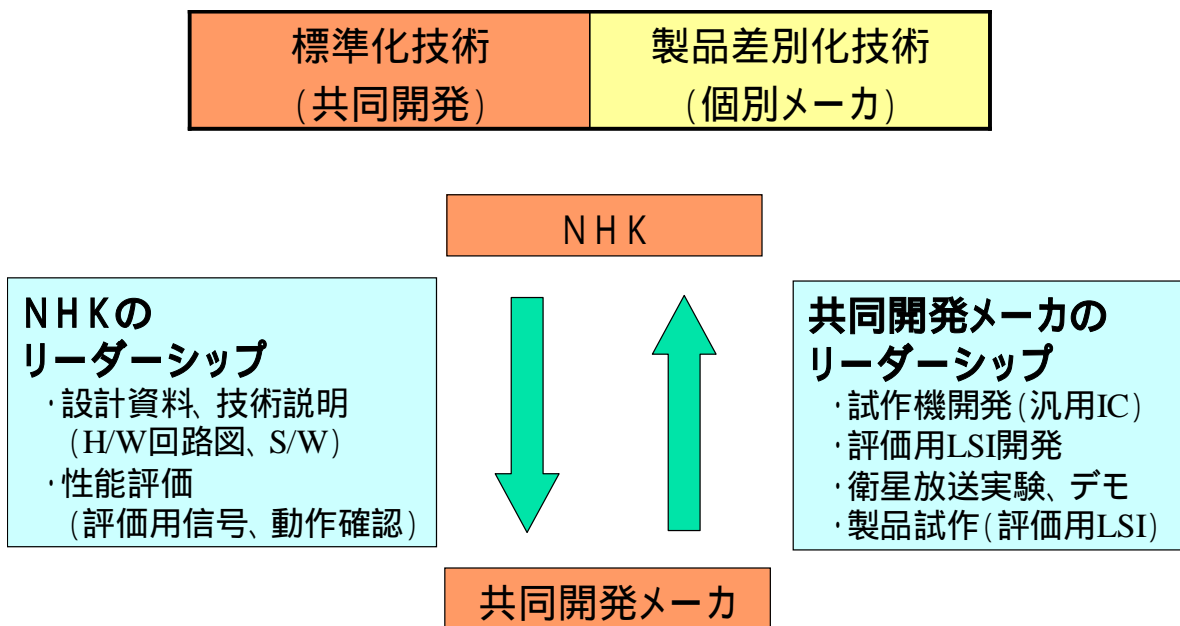 標準化技術
(共同開発)
製品差別化技術
(個別メーカ)
NHK
NHKの
リーダーシップ
・設計資料、技術説明
(H/W回路図、S/W)
・性能評価
(評価用信号、動作確認)
共同開発メーカの
リーダーシップ
・試作機開発(汎用IC)
・評価用LSI開発
・衛星放送実験、デモ
・製品試作(評価用LSI)
共同開発メーカ